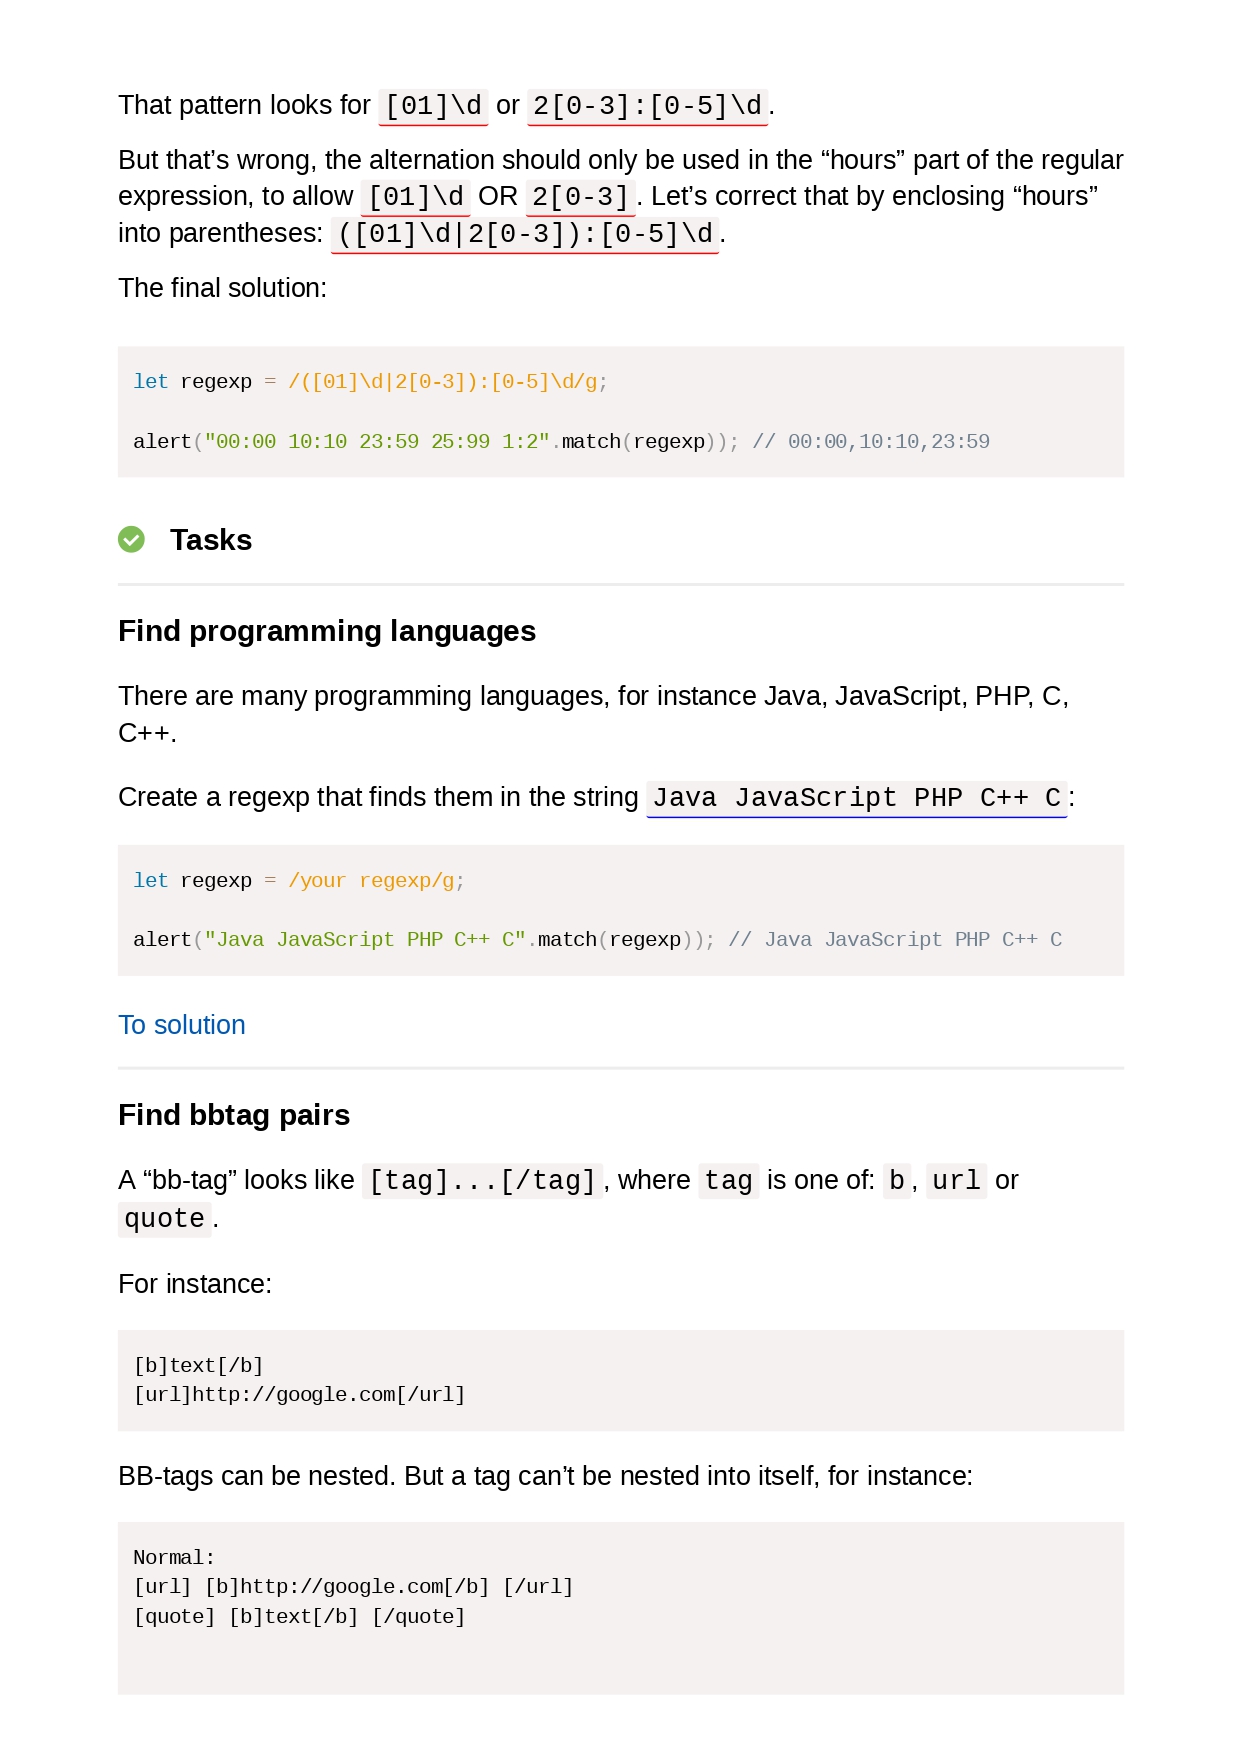 That pattern looks for [01]\d or 2[0-3]:[0-5]\d.
But that’s wrong, the alternation should only be used in the “hours” part of the regular
expression, to allow [01]\d OR 2[0-3]. Let’s correct that by enclosing “hours”
into parentheses: ([01]\d|2[0-3]):[0-5]\d.
The final solution:
let regexp = /([01]\d|2[0-3]):[0-5]\d/g;
alert("00:00 10:10 23:59 25:99 1:2".match(regexp)); // 00:00,10:10,23:59
Tasks
Find programming languages
There are many programming languages, for instance Java, JavaScript, PHP, C,
C++.
Create a regexp that finds them in the string Java JavaScript PHP C++ C:
let regexp = /your regexp/g;
alert("Java JavaScript PHP C++ C".match(regexp)); // Java JavaScript PHP C++ C
To solution
Find bbtag pairs
A “bb-tag” looks like [tag]...[/tag], where tag is one of: b, url or
quote.
For instance:
[b]text[/b]
[url]http://google.com[/url]
BB-tags can be nested. But a tag can’t be nested into itself, for instance:
Normal:
[url] [b]http://google.com[/b] [/url]
[quote] [b]text[/b] [/quote]